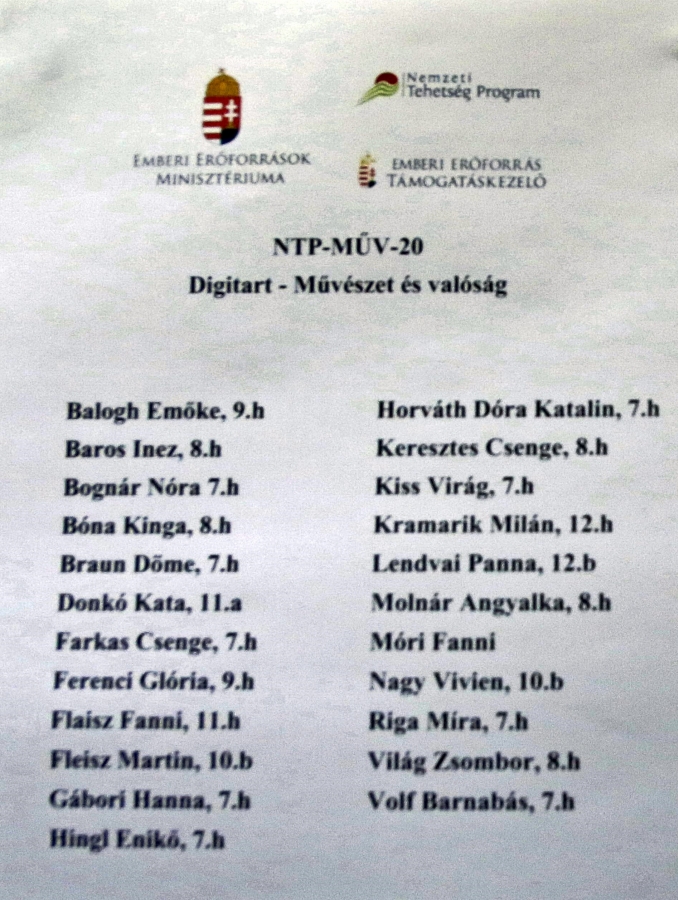 EMBERI ERŐFORRÁSOK
MINISZTÉRIUMA
Nemzeti
Tehetség Program
EMBERI ERŐFORRÁS
TÁMOGATÁSKEZELŐ
NTP-MŰV-20
Digitart - Művészet és valóság
Balogh Emőke, 9.h
Baros Inez, 8.h
Bognár Nóra 7.h
Bóna Kinga, 8.h
Braun Döme, 7.h
Donkó Kata, 11.a
Farkas Csenge, 7.h
Ferenci Glória, 9.h
Flaisz Fanni, 11.h
Fleisz Martin, 10.b
Gábori Hanna, 7.h
Hingl Enikő, 7.h
Horváth Dóra Katalin, 7.h
Keresztes Csenge, 8.h
Kiss Virág, 7.h
Kramarik Milán, 12.h
Lendvai Panna, 12.b
Molnár Angyalka, 8.h
Móri Fanni
Nagy Vivien, 10.b
Riga Míra, 7.h
Világ Zsombor, 8.h
Volf Barnabás, 7.h